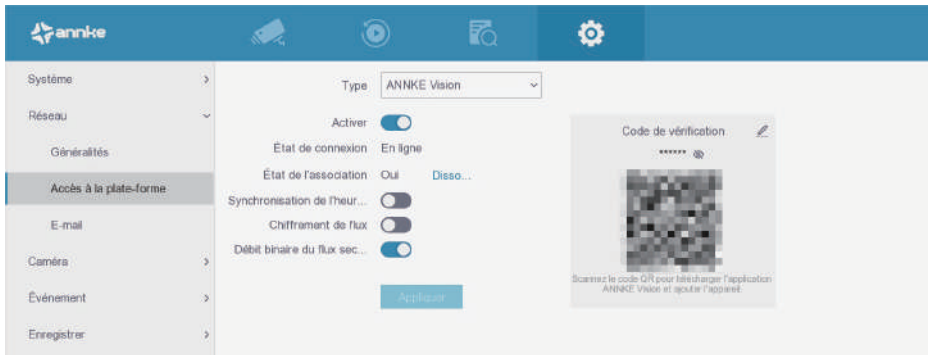 annke
Système
Réseau
Généralités
Accès à la plate-forme
E-mail
Caméra
Événement
Enregistrer
Type ANNKE Vision
Activer
État de connexion En ligne
État de l'association Oui Disso...
Synchronisation de l'heur...
Chiffrement de flux
Débit binaire du flux sec...
Appliquer
Code de vérification
******
Scannez le code QR pour télécharger l'application
ANNKE Vision et ajouter l'appareil.